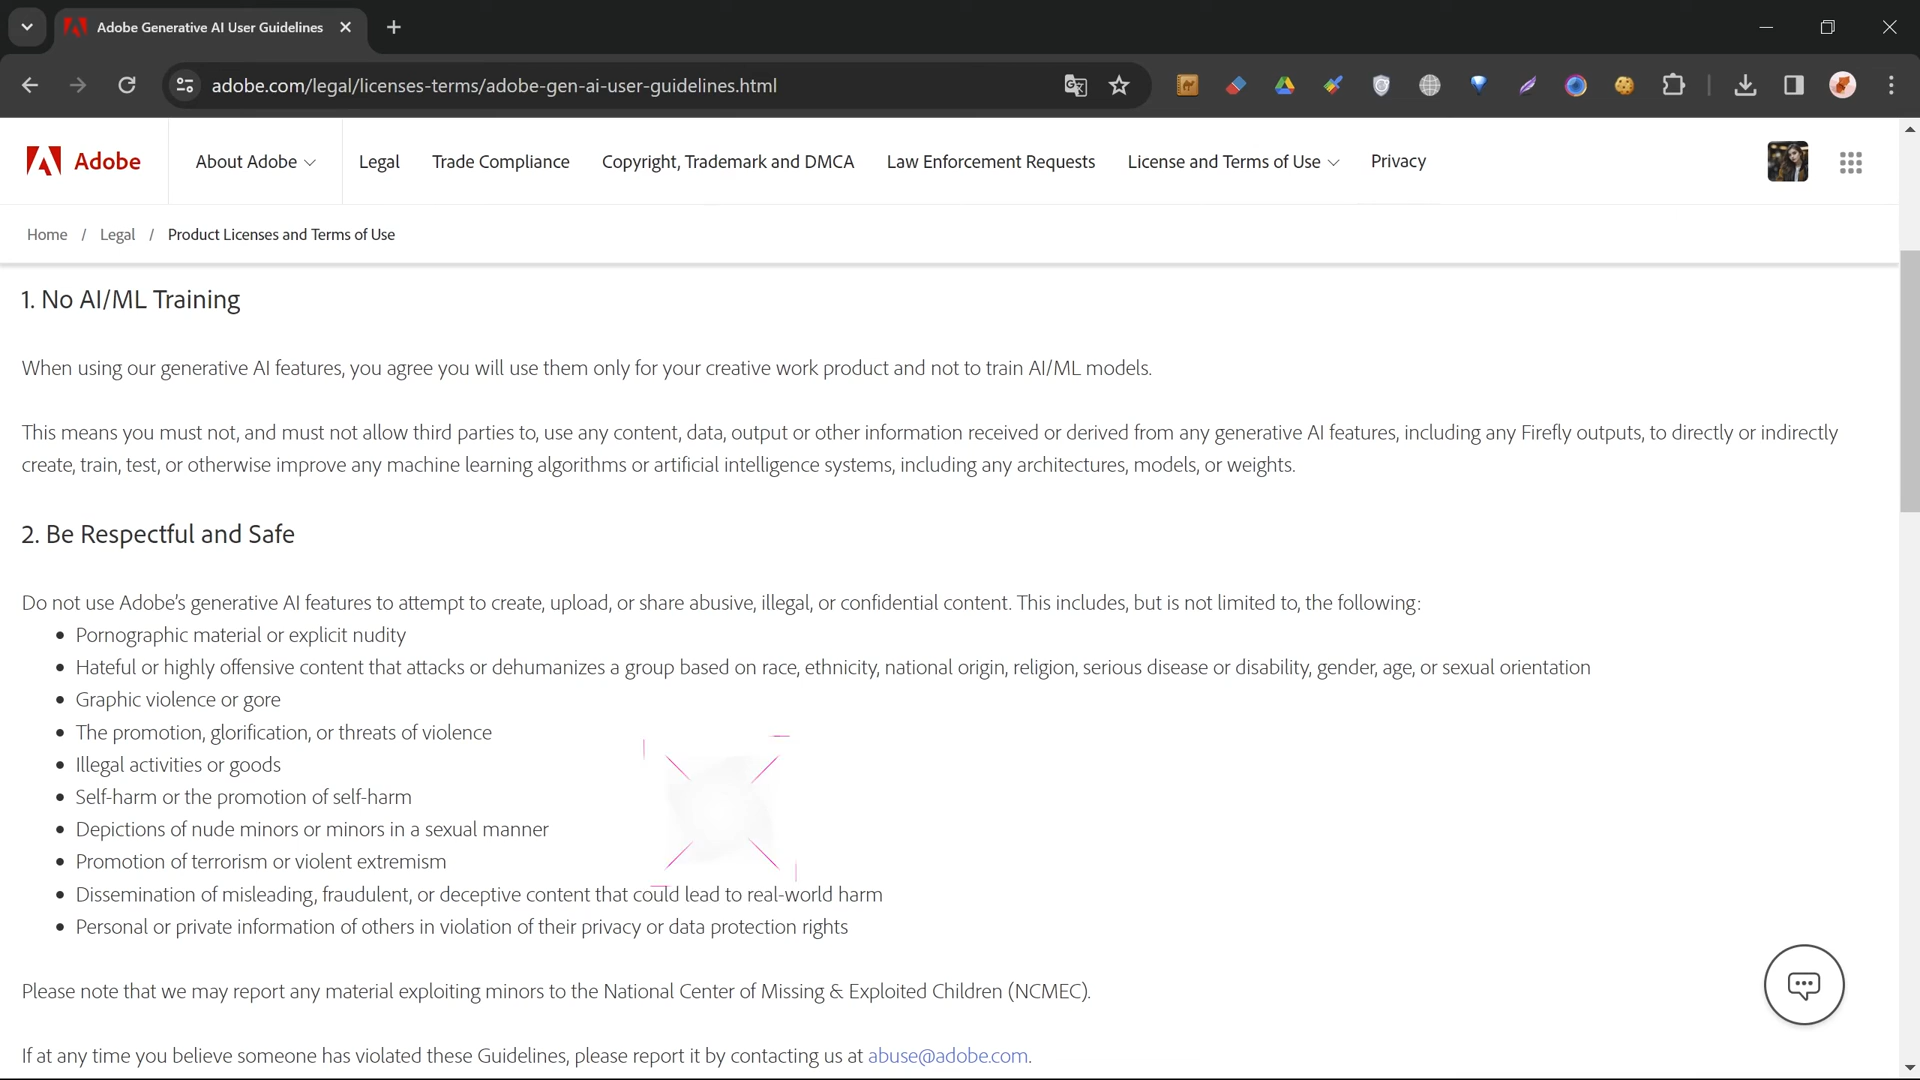 Adobe Generative AI User Guidelines
adobe.com/legal/licenses-terms/adobe-gen-ai-user-guidelines.html
Adobe About Adobe Legal Trade Compliance Copyright, Trademark and DMCA Law Enforcement Requests License and Terms of Use Privacy
Home / Legal / Product Licenses and Terms of Use
1. No AI/ML Training
When using our generative AI features, you agree you will use them only for your creative work product and not to train AI/ML models.
This means you must not, and must not allow third parties to, use any content, data, output or other information received or derived from any generative AI features, including any Firefly outputs, to directly or indirectly
create, train, test, or otherwise improve any machine learning algorithms or artificial intelligence systems, including any architectures, models, or weights.
2. Be Respectful and Safe
Do not use Adobe’s generative AI features to attempt to create, upload, or share abusive, illegal, or confidential content. This includes, but is not limited to, the following:
• Pornographic material or explicit nudity
• Hateful or highly offensive content that attacks or dehumanizes a group based on race, ethnicity, national origin, religion, serious disease or disability, gender, age, or sexual orientation
• Graphic violence or gore
• The promotion, glorification, or threats of violence
• Illegal activities or goods
• Self-harm or the promotion of self-harm
• Depictions of nude minors or minors in a sexual manner
• Promotion of terrorism or violent extremism
• Dissemination of misleading, fraudulent, or deceptive content that could lead to real-world harm
• Personal or private information of others in violation of their privacy or data protection rights
Please note that we may report any material exploiting minors to the National Center of Missing & Exploited Children (NCMEC).
If at any time you believe someone has violated these Guidelines, please report it by contacting us at abuse@adobe.com.